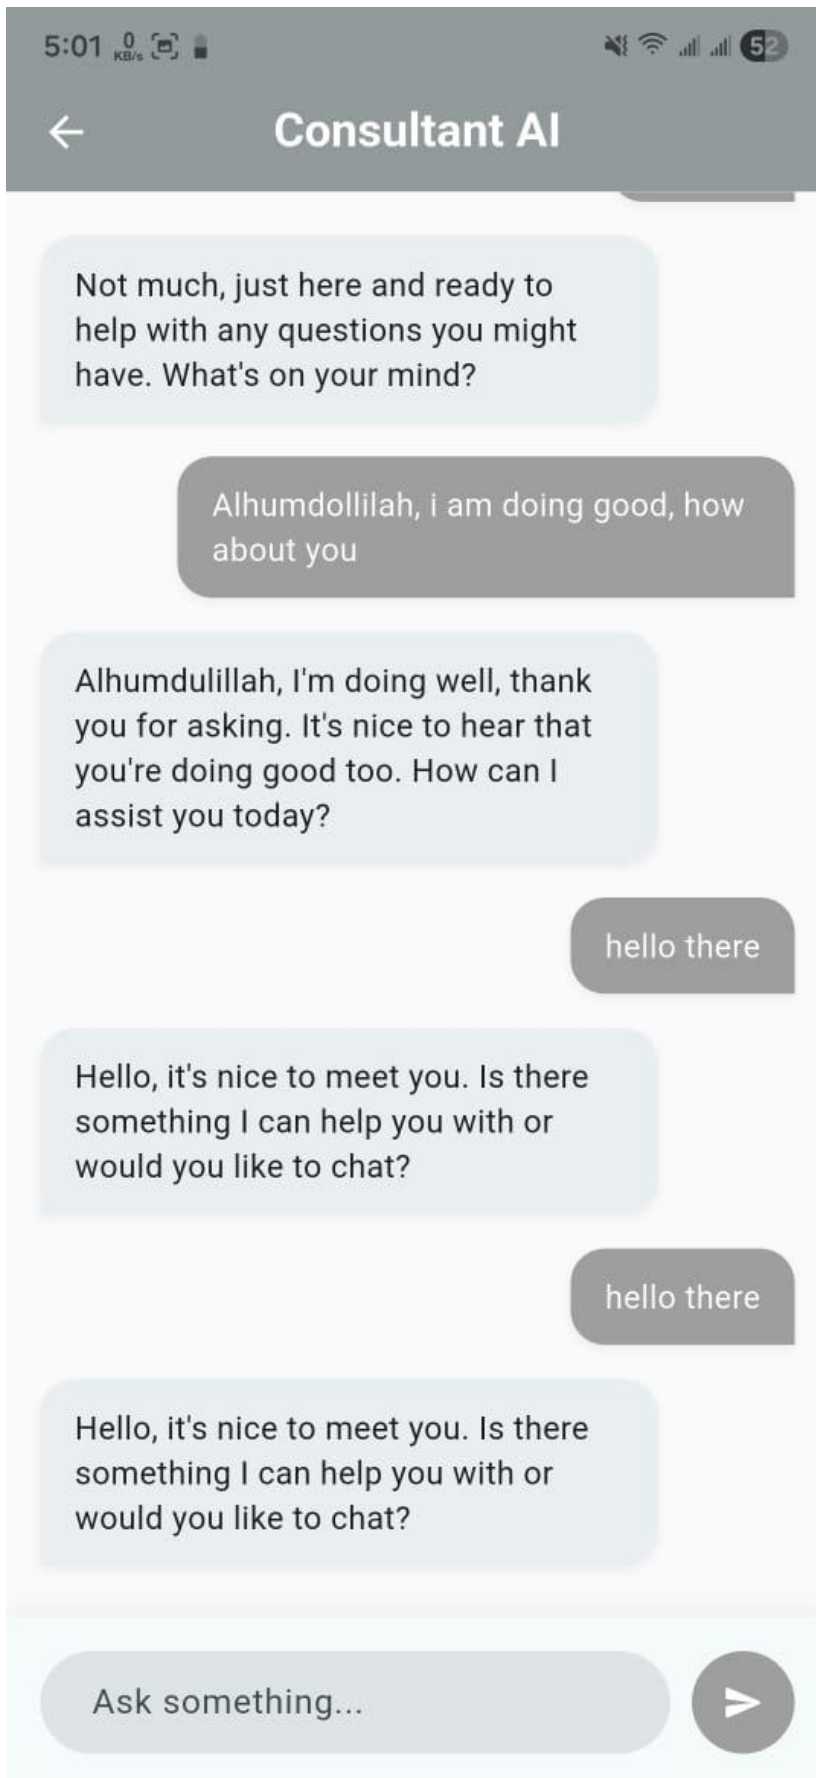 5:01 0 KB/s 52
Consultant AI
Not much, just here and ready to
help with any questions you might
have. What's on your mind?
Alhumdollilah, i am doing good, how
about you
Alhumdulillah, I'm doing well, thank
you for asking. It's nice to hear that
you're doing good too. How can I
assist you today?
hello there
Hello, it's nice to meet you. Is there
something I can help you with or
would you like to chat?
hello there
Hello, it's nice to meet you. Is there
something I can help you with or
would you like to chat?
Ask something...